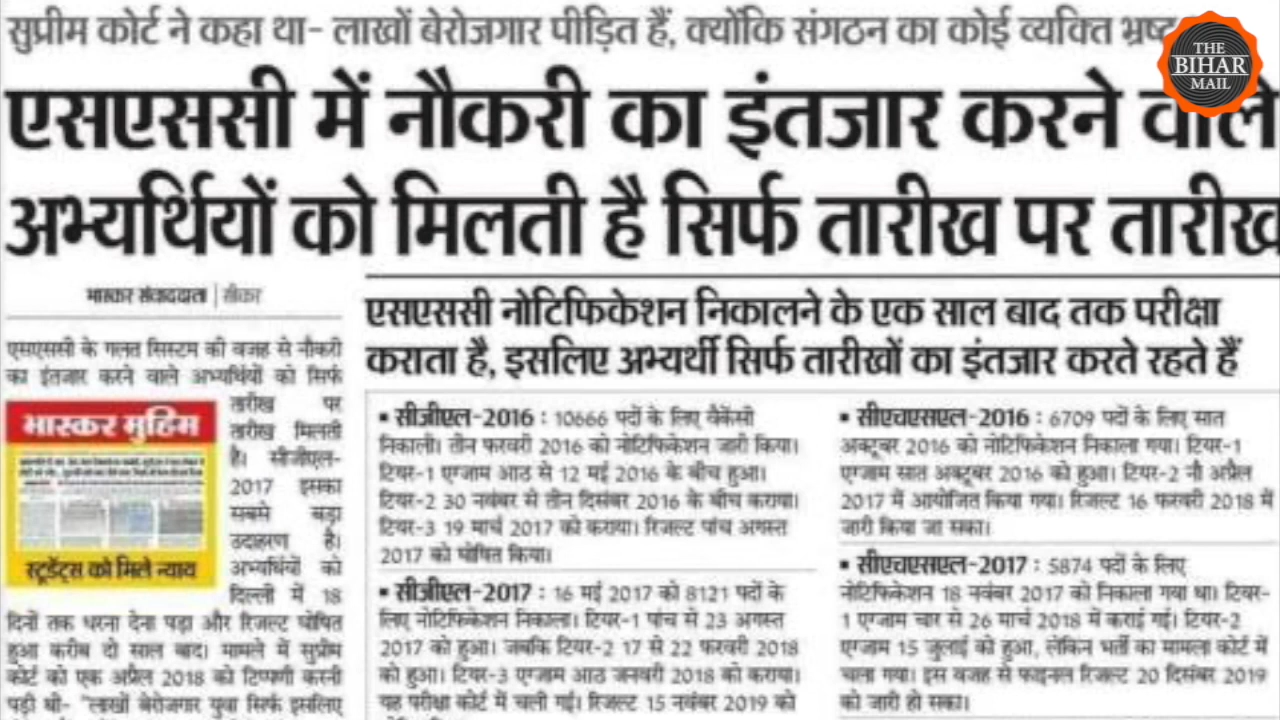 सुप्रीम कोर्ट ने कहा था- लाखों बेरोजगार पीड़ित हैं, क्योंकि संगठन का कोई व्यक्ति भ्रष्ट
THE
BIHAR
MAIL
एसएससी में नौकरी का इंतजार करने वाले
अभ्यर्थियों को मिलती है सिर्फ तारीख पर तारीख
भास्कर संवाददाता | सीकर
एसएससी के गलत सिस्टम की वजह से नौकरी
का इंतजार करने वाले अभ्यर्थियों को सिर्फ
तारीख पर
तारीख मिलती
है। सीजीएल-
2017 इसका
सबसे बड़ा
उदाहरण है।
अभ्यर्थियों को
दिल्ली में 18
दिनों तक धरना देना पड़ा और रिजल्ट घोषित
हुआ करीब दो साल बाद। मामले में सुप्रीम
कोर्ट को एक अप्रैल 2018 को टिप्पणी करनी
पड़ी थी- "लाखों बेरोजगार युवा सिर्फ इसलिए
भास्कर मुहिम
स्टूडेंट्स को मिले न्याय
एसएससी नोटिफिकेशन निकालने के एक साल बाद तक परीक्षा
कराता है, इसलिए अभ्यर्थी सिर्फ तारीखों का इंतजार करते रहते हैं
▪ सीजीएल-2016 : 10666 पदों के लिए वैकेंसी
निकाली। तीन फरवरी 2016 को नोटिफिकेशन जारी किया।
टियर-1 एग्जाम आठ से 12 मई 2016 के बीच हुआ।
टियर-2 30 नवंबर से तीन दिसंबर 2016 के बीच कराया।
टियर-3 19 मार्च 2017 को कराया। रिजल्ट पांच अगस्त
2017 को घोषित किया।
▪ सीजीएल-2017 : 16 मई 2017 को 8121 पदों के
लिए नोटिफिकेशन निकाला। टियर-1 पांच से 23 अगस्त
2017 को हुआ। जबकि टियर-2 17 से 22 फरवरी 2018
को हुआ। टियर-3 एग्जाम आठ जनवरी 2018 को कराया।
यह परीक्षा कोर्ट में चली गई। रिजल्ट 15 नवंबर 2019 को
▪ सीएचएसएल-2016 : 6709 पदों के लिए सात
अक्टूबर 2016 को नोटिफिकेशन निकाला गया। टियर-1
एग्जाम सात अक्टूबर 2016 को हुआ। टियर-2 नौ अप्रैल
2017 में आयोजित किया गया। रिजल्ट 16 फरवरी 2018 में
जारी किया जा सका।
▪ सीएचएसएल-2017 : 5874 पदों के लिए
नोटिफिकेशन 18 नवंबर 2017 को निकाला गया था। टियर-
1 एग्जाम चार से 26 मार्च 2018 में कराई गई। टियर-2
एग्जाम 15 जुलाई को हुआ, लेकिन भर्ती का मामला कोर्ट में
चला गया। इस वजह से फाइनल रिजल्ट 20 दिसंबर 2019
को जारी हो सका।